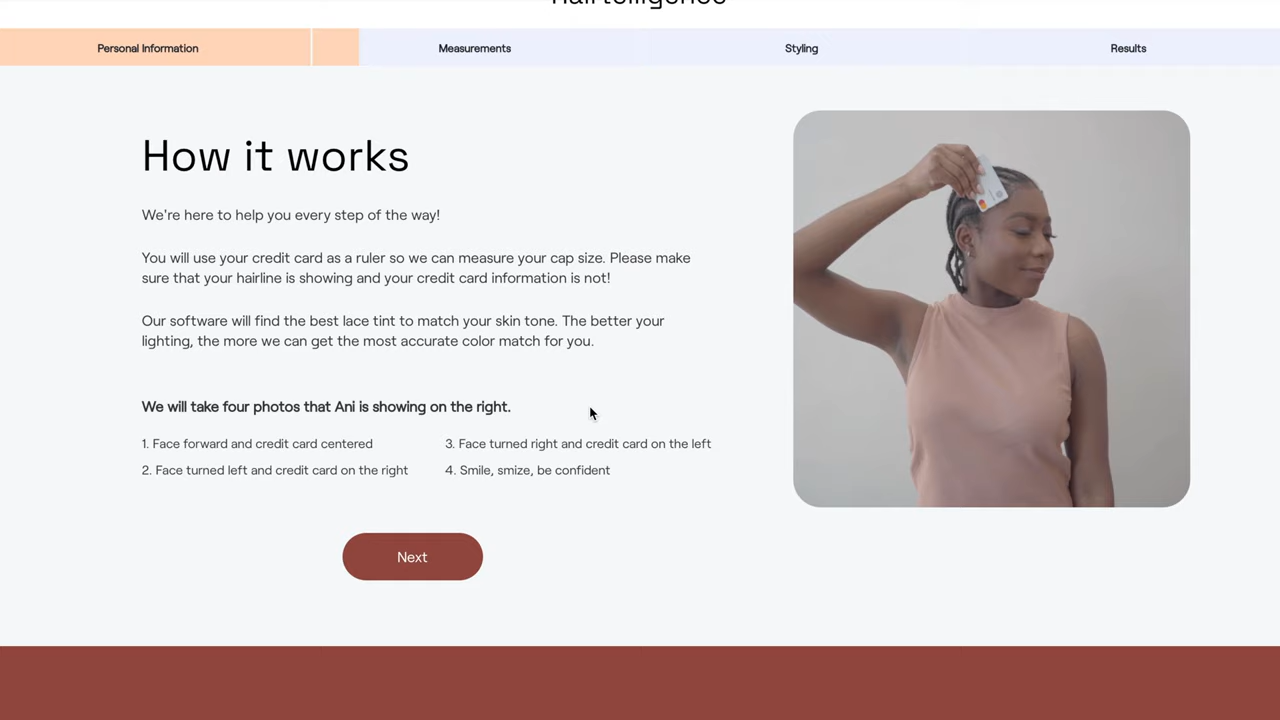 Personal Information
Measurements
Styling
Results
How it works
We're here to help you every step of the way!
You will use your credit card as a ruler so we can measure your cap size. Please make
sure that your hairline is showing and your credit card information is not!
Our software will find the best lace tint to match your skin tone. The better your
lighting, the more we can get the most accurate color match for you.
We will take four photos that Ani is showing on the right.
1. Face forward and credit card centered
2. Face turned left and credit card on the right
3. Face turned right and credit card on the left
4. Smile, smize, be confident
Next